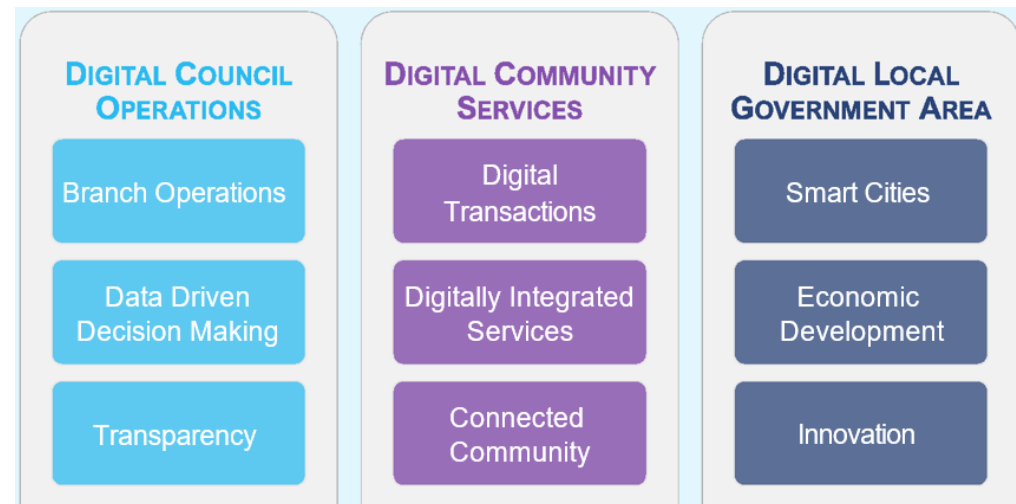 DIGITAL COUNCIL
OPERATIONS
Branch Operations
Data Driven
Decision Making
Transparency
DIGITAL COMMUNITY
SERVICES
Digital
Transactions
Digitally Integrated
Services
Connected
Community
DIGITAL LOCAL
GOVERNMENT AREA
Smart Cities
Economic
Development
Innovation